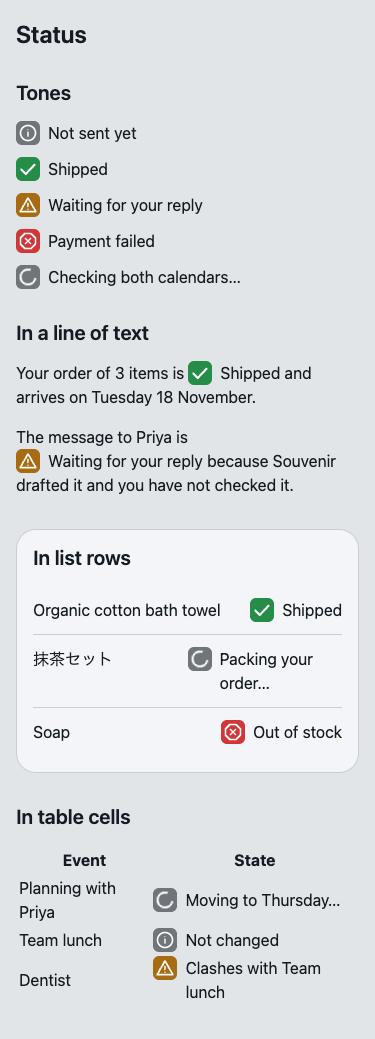 Status
Tones
Not sent yet
Shipped
Waiting for your reply
Payment failed
Checking both calendars...
In a line of text
Your order of 3 items is Shipped and
arrives on Tuesday 18 November.
The message to Priya is
Waiting for your reply because Souvenir
drafted it and you have not checked it.
In list rows
Organic cotton bath towel Shipped
抹茶セット Packing your
order...
Soap Out of stock
In table cells
Event State
Planning with
Priya
Moving to Thursday...
Team lunch Not changed
Dentist Clashes with Team
lunch